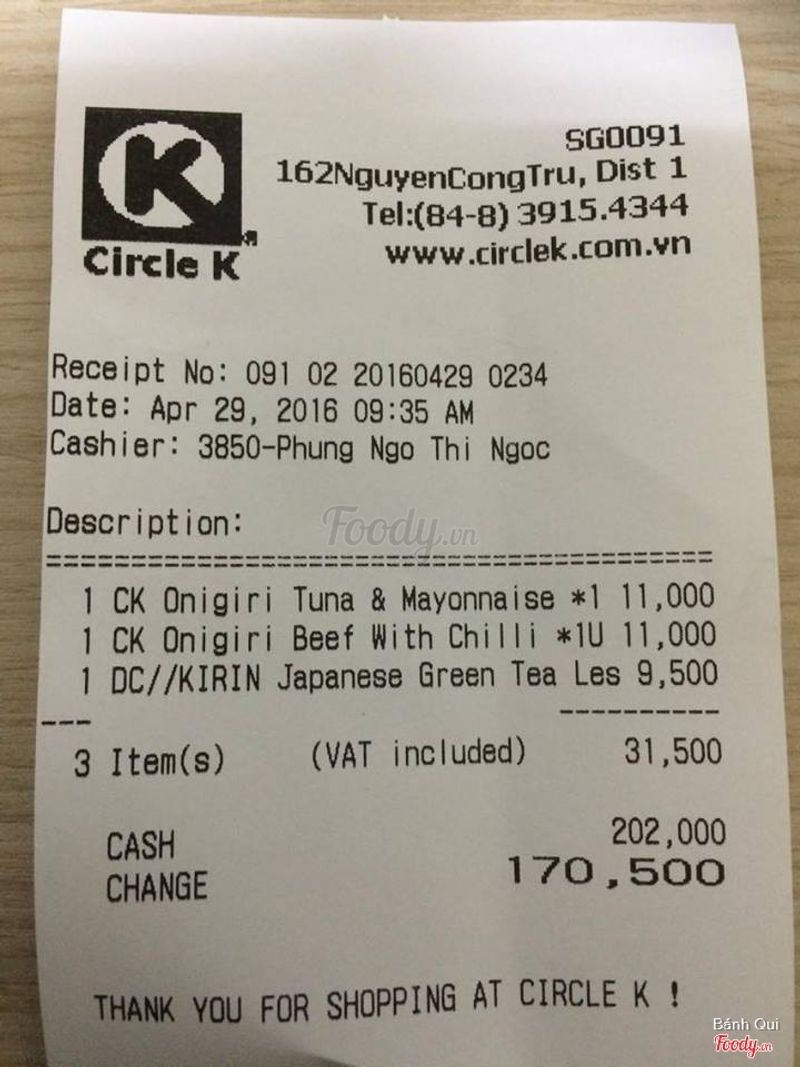 K
Circle K
SG0091
162NguyenCongTru, Dist 1
Tel:(84-8) 3915.4344
www.circlek.com.vn
Receipt No: 091 02 20160429 0234
Date: Apr 29, 2016 09:35 AM
Cashier: 3850-Phung Ngo Thi Ngoc
Description:
Foody.vn
==========================================
1 CK Onigiri Tuna & Mayonnaise *1 11,000
1 CK Onigiri Beef With Chilli *1U 11,000
1 DC//KIRIN Japanese Green Tea Les 9,500
--- ----------
3 Item(s) (VAT included) 31,500
CASH 202,000
CHANGE 170,500
THANK YOU FOR SHOPPING AT CIRCLE K !
Bánh Qui
Foody.vn